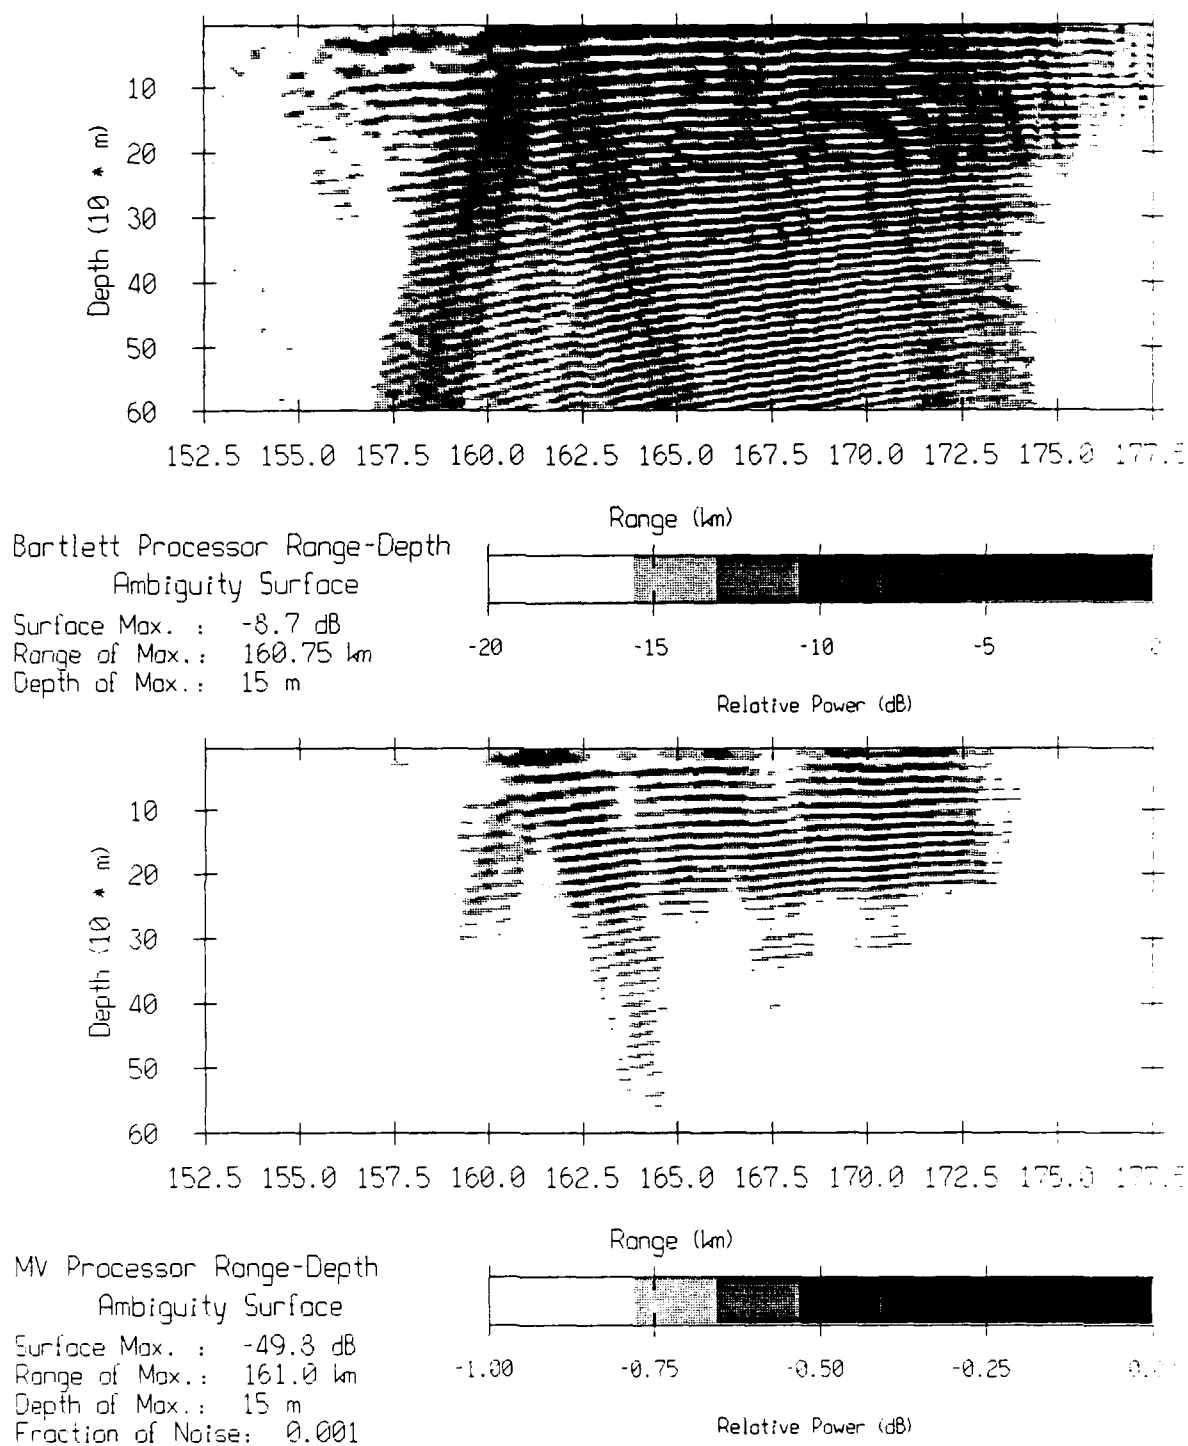 10
20
30
40
50
60
Depth (10 * m)
152.5 155.0 157.5 160.0 162.5 165.0 167.5 170.0 172.5 175.0 177.5
Range (km)
Bartlett Processor Range-Depth
Ambiguity Surface
Surface Max. : -8.7 dB
Range of Max.: 160.75 km
Depth of Max.: 15 m
-20 -15 -10 -5
Relative Power (dB)
10
20
30
40
50
60
Depth (10 * m)
152.5 155.0 157.5 160.0 162.5 165.0 167.5 170.0 172.5 175.0 177.5
Range (km)
MV Processor Range-Depth
Ambiguity Surface
Surface Max. : -49.3 dB
Range of Max.: 161.0 km
Depth of Max.: 15 m
Fraction of Noise: 0.001
-1.00 -0.75 -0.50 -0.25
Relative Power (dB)